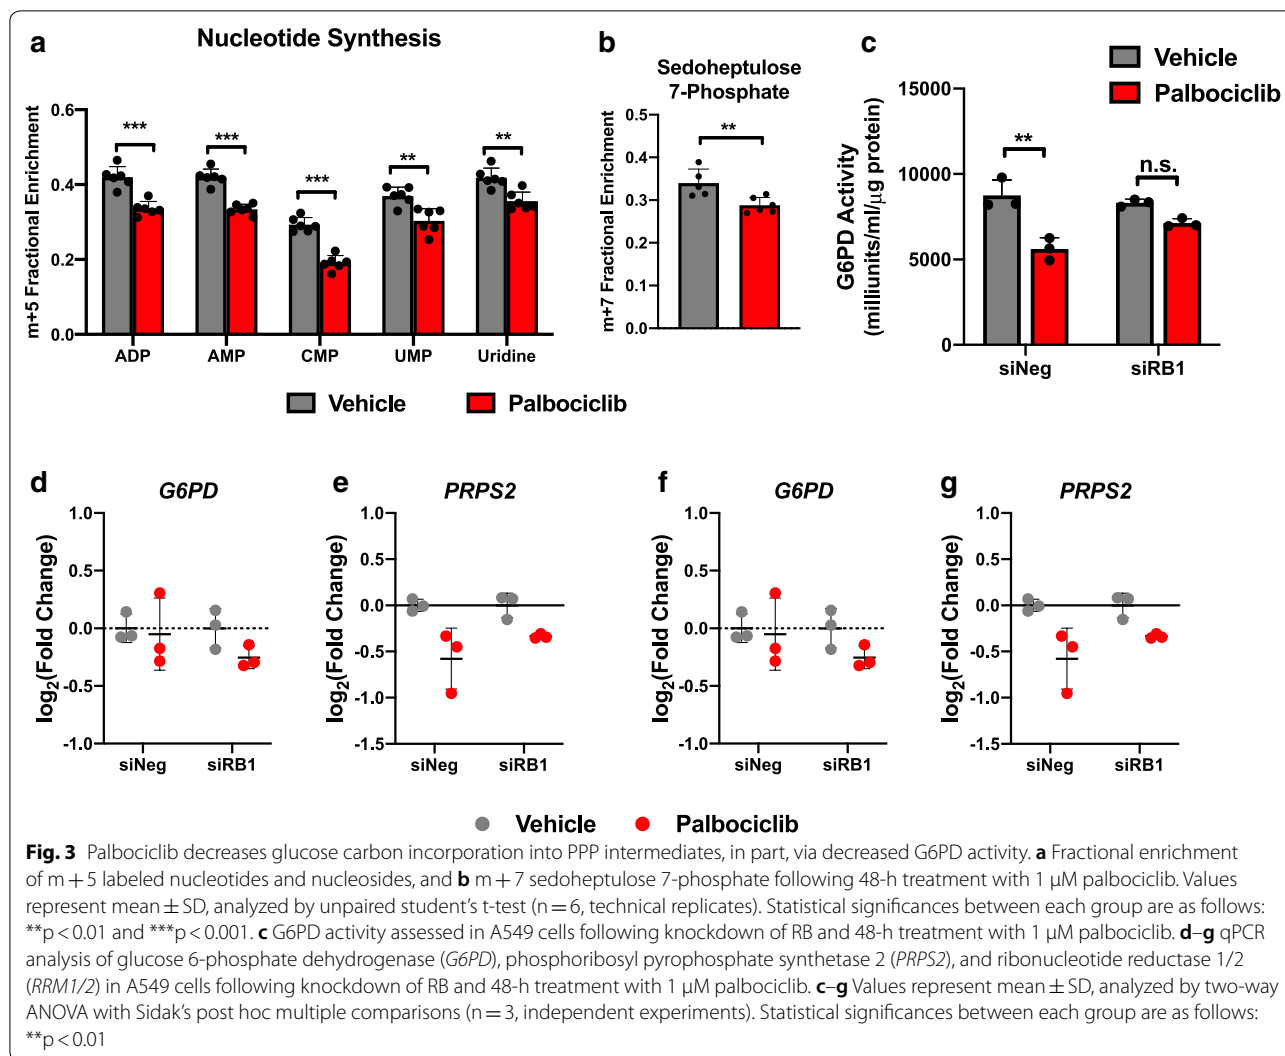 a
Nucleotide Synthesis
m+5 Fractional Enrichment
0.6
0.4
0.2
0.0
***
***
***
**
**
ADP
AMP
CMP
UMP
Uridine
Vehicle
Palbociclib
b
Sedoheptulose
7-Phosphate
m+7 Fractional Enrichment
0.5
0.4
0.3
0.2
0.1
0.0
**
c
Vehicle
Palbociclib
G6PD Activity
(milliunits/ml/μg protein)
15000
10000
5000
0
**
n.s.
siNeg
siRB1
d
G6PD
log2(Fold Change)
1.0
0.5
0.0
-0.5
-1.0
siNeg
siRB1
e
PRPS2
log2(Fold Change)
1.0
0.5
0.0
-0.5
-1.0
-1.5
siNeg
siRB1
f
G6PD
log2(Fold Change)
1.0
0.5
0.0
-0.5
-1.0
siNeg
siRB1
g
PRPS2
log2(Fold Change)
1.0
0.5
0.0
-0.5
-1.0
-1.5
siNeg
siRB1
Vehicle
Palbociclib
Fig. 3 Palbociclib decreases glucose carbon incorporation into PPP intermediates, in part, via decreased G6PD activity. a Fractional enrichment
of m + 5 labeled nucleotides and nucleosides, and b m + 7 sedoheptulose 7-phosphate following 48-h treatment with 1 μM palbociclib. Values
represent mean ± SD, analyzed by unpaired student's t-test (n = 6, technical replicates). Statistical significances between each group are as follows:
**p < 0.01 and ***p < 0.001. c G6PD activity assessed in A549 cells following knockdown of RB and 48-h treatment with 1 μM palbociclib. d–g qPCR
analysis of glucose 6-phosphate dehydrogenase (G6PD), phosphoribosyl pyrophosphate synthetase 2 (PRPS2), and ribonucleotide reductase 1/2
(RRM1/2) in A549 cells following knockdown of RB and 48-h treatment with 1 μM palbociclib. c–g Values represent mean ± SD, analyzed by two-way
ANOVA with Sidak's post hoc multiple comparisons (n = 3, independent experiments). Statistical significances between each group are as follows:
**p < 0.01